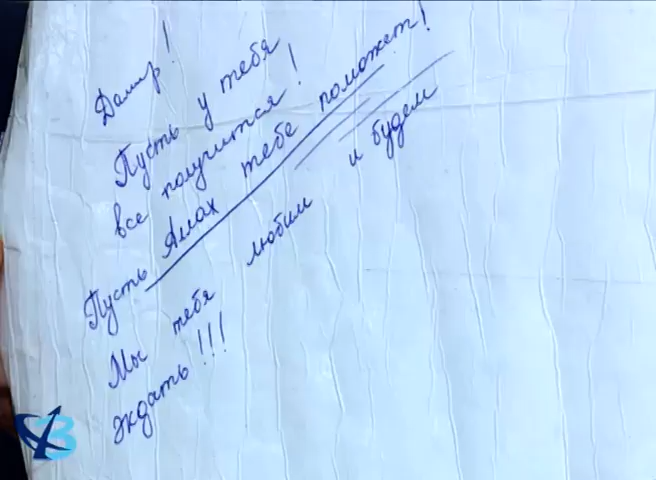 Дамир!
Пусть у тебя
все получится!
Пусть Аллах тебе поможет!
Мы тебя любим и будем
ждать!!!